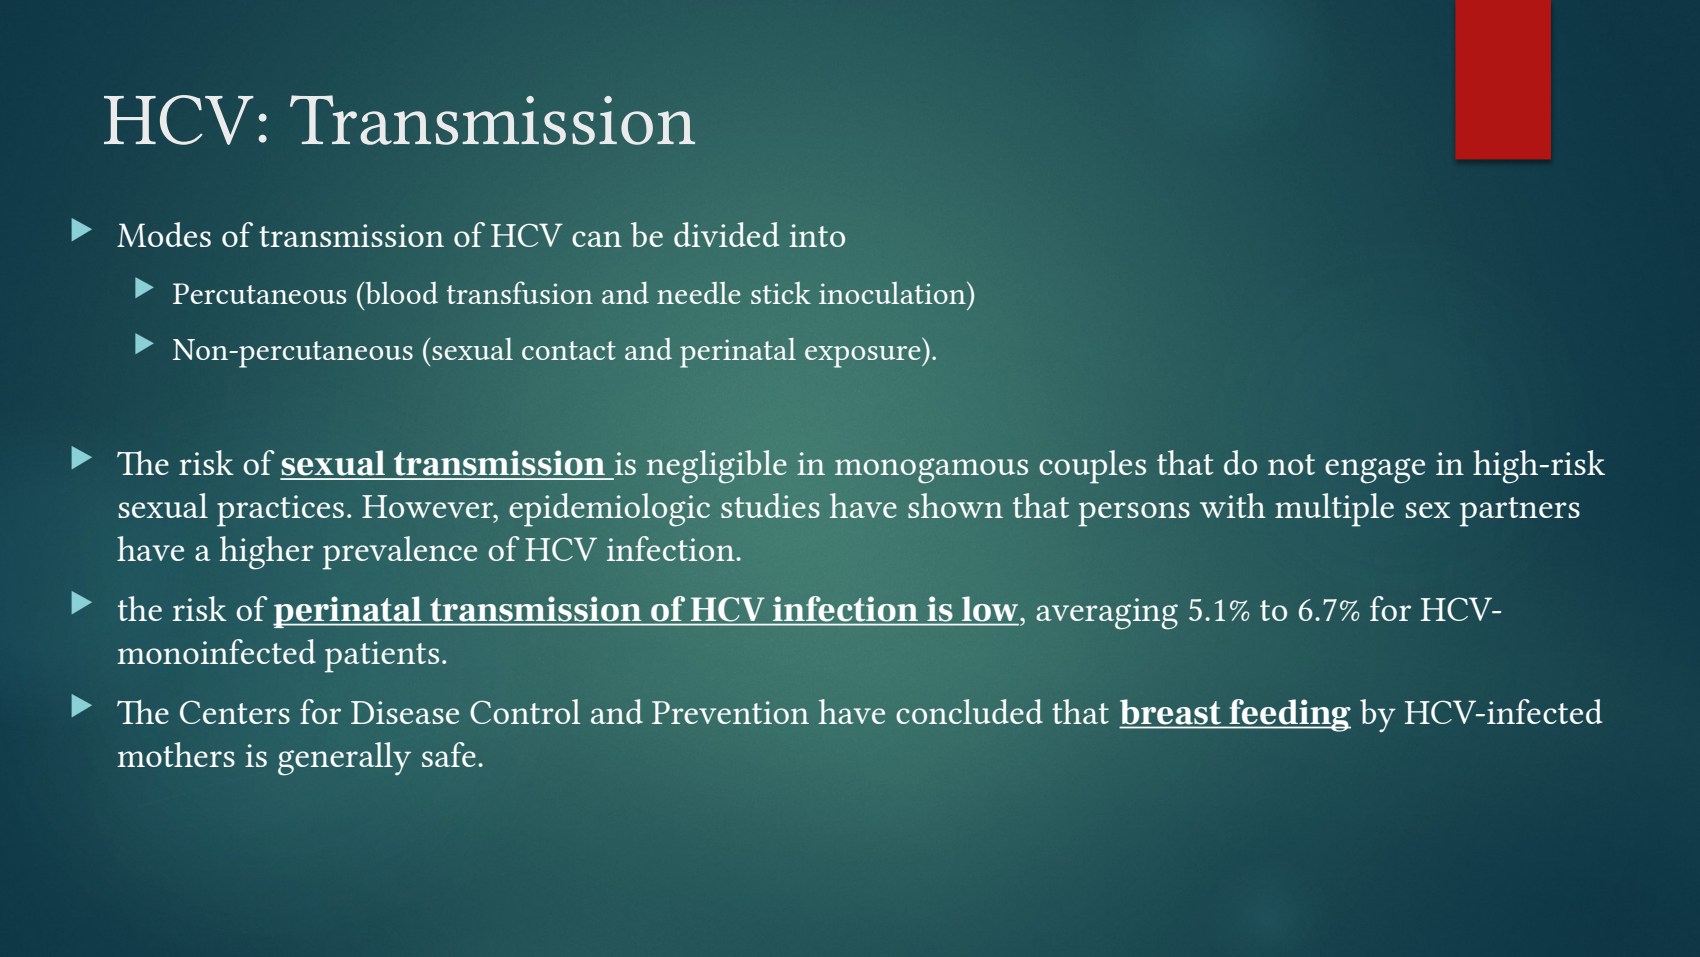 HCV: Transmission
Modes of transmission of HCV can be divided into
Percutaneous (blood transfusion and needle stick inoculation)
Non-percutaneous (sexual contact and perinatal exposure).
The risk of sexual transmission is negligible in monogamous couples that do not engage in high-risk
sexual practices. However, epidemiologic studies have shown that persons with multiple sex partners
have a higher prevalence of HCV infection.
the risk of perinatal transmission of HCV infection is low, averaging 5.1% to 6.7% for HCV-
monoinfected patients.
The Centers for Disease Control and Prevention have concluded that breast feeding by HCV-infected
mothers is generally safe.